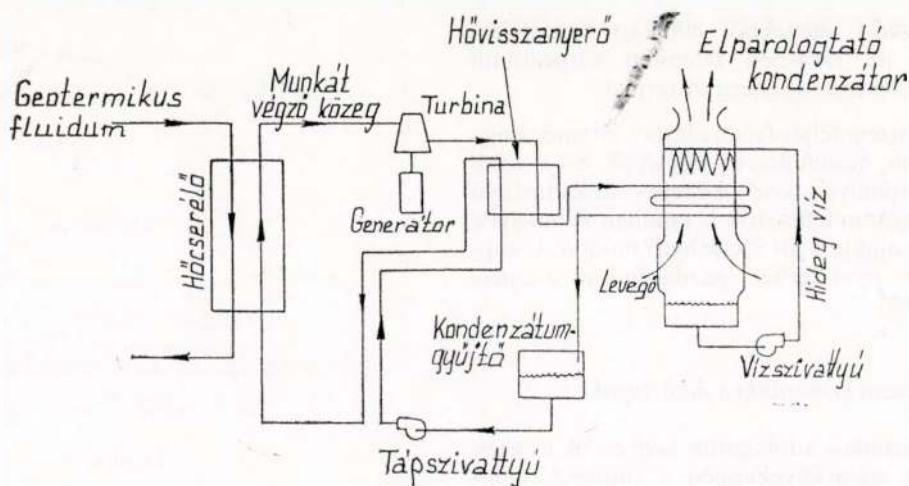 Hővisszanyerő
Elpárologtató
kondenzátor
Geotermikus
fluidum
Munkát
végző közeg
Turbina
Hőcserélő
Generátor
Levegő
Hideg víz
Kondenzátum-
gyűjtő
Vízszivattyú
Tápszivattyú